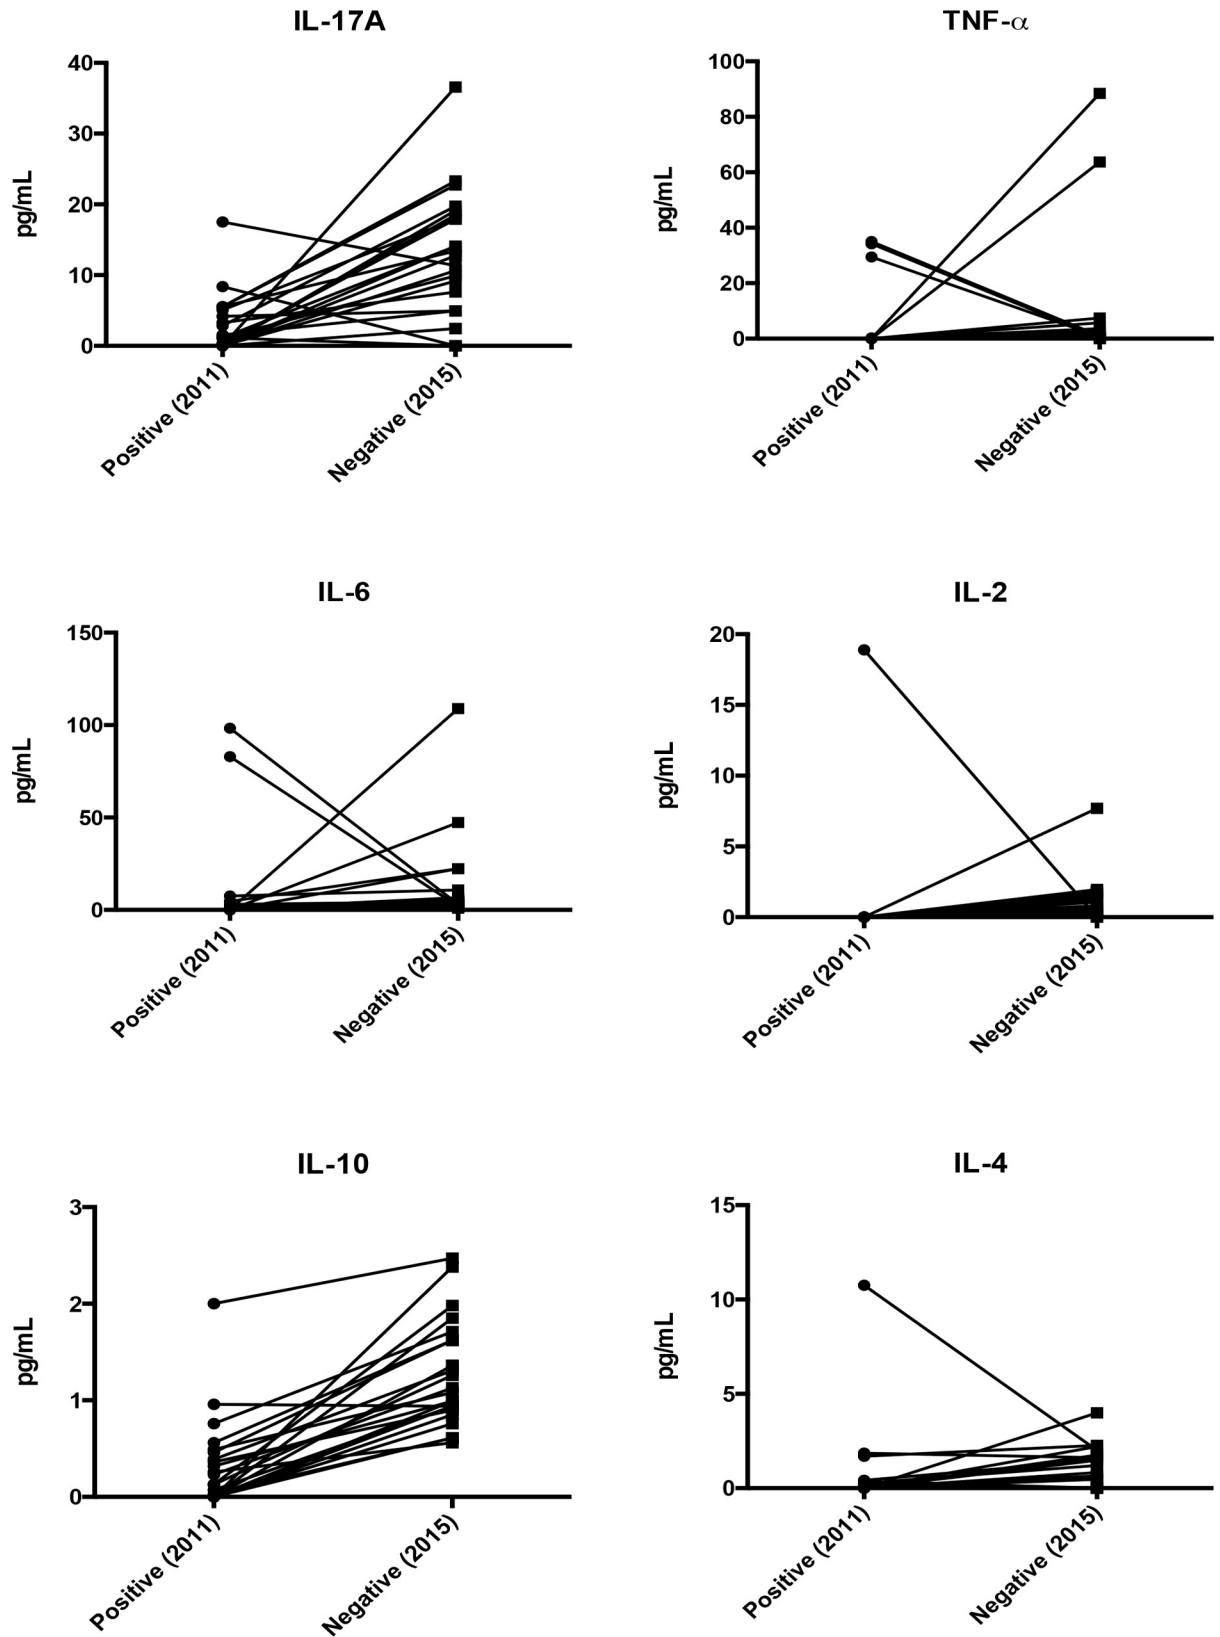 IL-17A
40
30
20
10
0
pg/mL
Positive (2011)
Negative (2015)
TNF-α
100
80
60
40
20
0
pg/mL
Positive (2011)
Negative (2015)
IL-6
150
100
50
0
pg/mL
Positive (2011)
Negative (2015)
IL-2
20
15
10
5
0
pg/mL
Positive (2011)
Negative (2015)
IL-10
3
2
1
0
pg/mL
Positive (2011)
Negative (2015)
IL-4
15
10
5
0
pg/mL
Positive (2011)
Negative (2015)